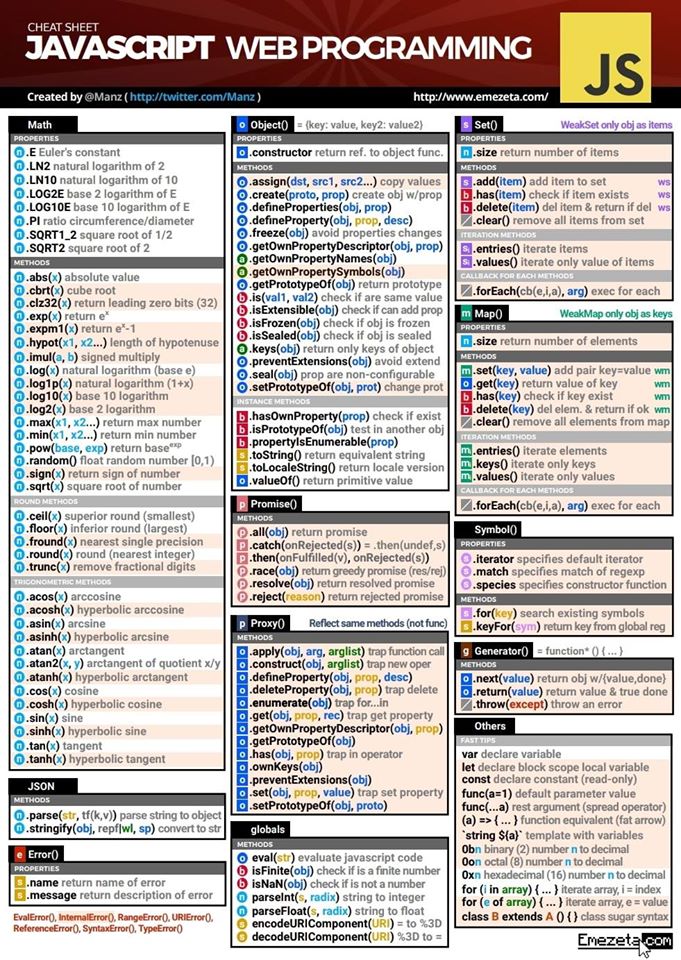 CHEAT SHEET
JAVASCRIPT WEB PROGRAMMING
JS
Created by @Manz ( http://twitter.com/Manz )
http://www.emezeta.com/
Math
PROPERTIES
n .E Euler's constant
n .LN2 natural logarithm of 2
n .LN10 natural logarithm of 10
n .LOG2E base 2 logarithm of E
n .LOG10E base 10 logarithm of E
n .PI ratio circumference/diameter
n .SQRT1_2 square root of 1/2
n .SQRT2 square root of 2
METHODS
n .abs(x) absolute value
n .cbrt(x) cube root
n .clz32(x) return leading zero bits (32)
n .exp(x) return eˣ
n .expm1(x) return eˣ-1
n .hypot(x1, x2...) length of hypotenuse
n .imul(a, b) signed multiply
n .log(x) natural logarithm (base e)
n .log1p(x) natural logarithm (1+x)
n .log10(x) base 10 logarithm
n .log2(x) base 2 logarithm
n .max(x1, x2...) return max number
n .min(x1, x2...) return min number
n .pow(base, exp) return base^exp
n .random() float random number [0,1)
n .sign(x) return sign of number
n .sqrt(x) square root of number
ROUND METHODS
n .ceil(x) superior round (smallest)
n .floor(x) inferior round (largest)
n .fround(x) nearest single precision
n .round(x) round (nearest integer)
n .trunc(x) remove fractional digits
TRIGONOMETRIC METHODS
n .acos(x) arccosine
n .acosh(x) hyperbolic arccosine
n .asin(x) arcsine
n .asinh(x) hyperbolic arcsine
n .atan(x) arctangent
n .atan2(x, y) arctangent of quotient x/y
n .atanh(x) hyperbolic arctangent
n .cos(x) cosine
n .cosh(x) hyperbolic cosine
n .sin(x) sine
n .sinh(x) hyperbolic sine
n .tan(x) tangent
n .tanh(x) hyperbolic tangent
JSON
METHODS
n .parse(str, tf(k,v)) parse string to object
n .stringify(obj, repf|wl, sp) convert to str
e Error()
PROPERTIES
s .name return name of error
s .message return description of error
EvalError(), InternalError(), RangeError(), URIError(),
ReferenceError(), SyntaxError(), TypeError()
o Object() = {key: value, key2: value2}
PROPERTIES
o .constructor return ref. to object func.
METHODS
o .assign(dst, src1, src2...) copy values
o .create(proto, prop) create obj w/prop
o .defineProperties(obj, prop)
o .defineProperty(obj, prop, desc)
o .freeze(obj) avoid properties changes
o .getOwnPropertyDescriptor(obj, prop)
a .getOwnPropertyNames(obj)
a .getOwnPropertySymbols(obj)
o .getPrototypeOf(obj) return prototype
b .is(val1, val2) check if are same value
b .isExtensible(obj) check if can add prop
b .isFrozen(obj) check if obj is frozen
b .isSealed(obj) check if obj is sealed
a .keys(obj) return only keys of object
o .preventExtensions(obj) avoid extend
o .seal(obj) prop are non-configurable
o .setPrototypeOf(obj, prot) change prot
INSTANCE METHODS
b .hasOwnProperty(prop) check if exist
b .isPrototypeOf(obj) test in another obj
b .propertyIsEnumerable(prop)
s .toString() return equivalent string
s .toLocaleString() return locale version
o .valueOf() return primitive value
p Promise()
METHODS
p .all(obj) return promise
p .catch(onRejected(s)) = .then(undef,s)
p .then(onFulfilled(v), onRejected(s))
p .race(obj) return greedy promise (res/rej)
p .resolve(obj) return resolved promise
p .reject(reason) return rejected promise
p Proxy() Reflect same methods (not func)
METHODS
o .apply(obj, arg, arglist) trap function call
o .construct(obj, arglist) trap new oper
o .defineProperty(obj, prop, desc)
o .deleteProperty(obj, prop) trap delete
o .enumerate(obj) trap for...in
o .get(obj, prop, rec) trap get property
o .getOwnPropertyDescriptor(obj, prop)
o .getPrototypeOf(obj)
o .has(obj, prop) trap in operator
o .ownKeys(obj)
o .preventExtensions(obj)
o .set(obj, prop, value) trap set property
o .setPrototypeOf(obj, proto)
globals
METHODS
o eval(str) evaluate javascript code
b isFinite(obj) check if is a finite number
b isNaN(obj) check if is not a number
n parseInt(s, radix) string to integer
n parseFloat(s, radix) string to float
s encodeURIComponent(URI) = to %3D
s decodeURIComponent(URI) %3D to =
s Set() WeakSet only obj as items
PROPERTIES
n .size return number of items
METHODS
s .add(item) add item to set ws
b .has(item) check if item exists ws
b .delete(item) del item & return if del ws
.clear() remove all items from set
ITERATION METHODS
si .entries() iterate items
si .values() iterate only value of items
CALLBACK FOR EACH METHODS
.forEach(cb(e,i,a), arg) exec for each
m Map() WeakMap only obj as keys
PROPERTIES
n .size return number of elements
METHODS
m .set(key, value) add pair key=value wm
o .get(key) return value of key wm
b .has(key) check if key exist wm
b .delete(key) del elem. & return if ok wm
.clear() remove all elements from map
ITERATION METHODS
m .entries() iterate elements
m .keys() iterate only keys
m .values() iterate only values
CALLBACK FOR EACH METHODS
.forEach(cb(e,i,a), arg) exec for each
Symbol()
PROPERTIES
s .iterator specifies default iterator
s .match specifies match of regexp
s .species specifies constructor function
METHODS
s .for(key) search existing symbols
s .keyFor(sym) return key from global reg
g Generator() = function* () { ... }
METHODS
o .next(value) return obj w/{value,done}
o .return(value) return value & true done
.throw(except) throw an error
Others
FAST TIPS
var declare variable
let declare block scope local variable
const declare constant (read-only)
func(a=1) default parameter value
func(...a) rest argument (spread operator)
(a) => { ... } function equivalent (fat arrow)
`string ${a}` template with variables
0bn binary (2) number n to decimal
0on octal (8) number n to decimal
0xn hexadecimal (16) number n to decimal
for (i in array) { ... } iterate array, i = index
for (e of array) { ... } iterate array, e = value
class B extends A () { } class sugar syntax
Emezeta.com